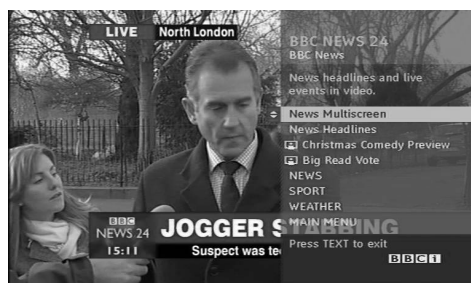 LIVE
North London
BBC NEWS 24
BBC News
News headlines and live
events in video.
News Multiscreen
News Headlines
Christmas Comedy Preview
Big Read Vote
NEWS
SPORT
WEATHER
MAIN MENU
Press TEXT to exit
BBCi
BBC
NEWS 24
15:11
JOGGER STABBING
Suspect was